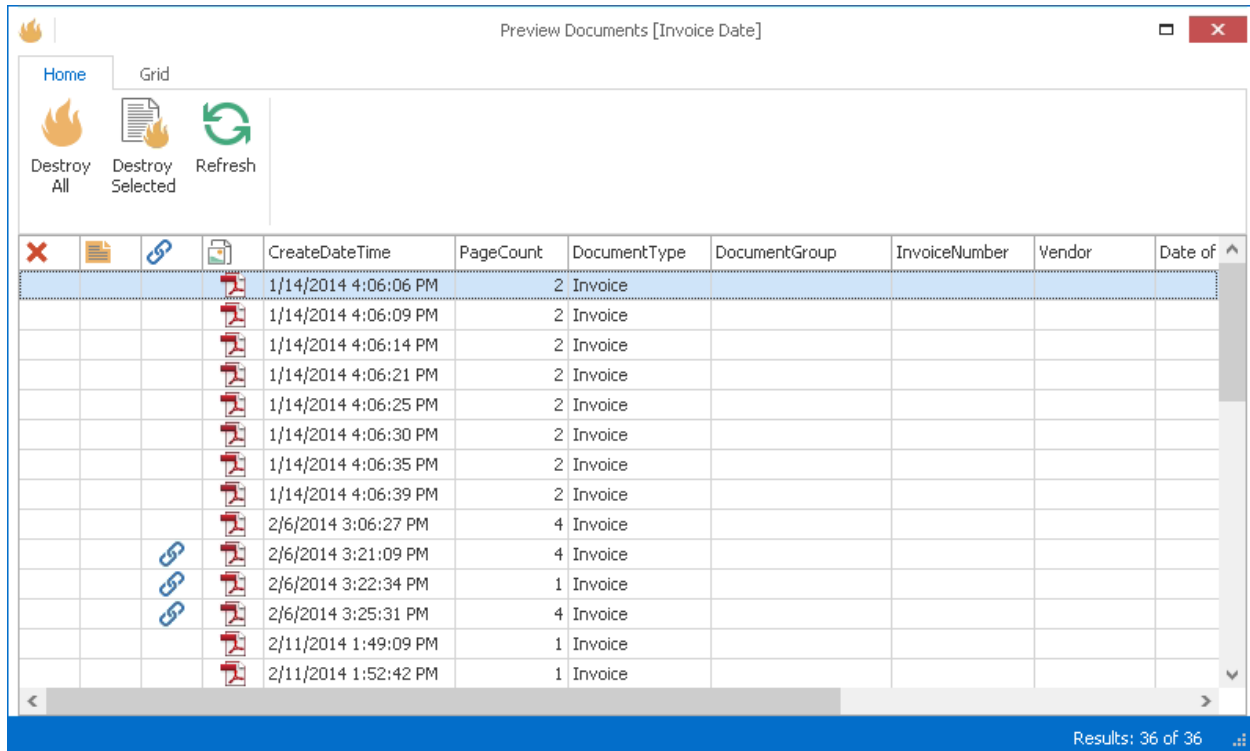 Preview Documents [Invoice Date]
Home Grid
Destroy All Destroy Selected Refresh
CreateDateTime PageCount DocumentType DocumentGroup InvoiceNumber Vendor Date of
1/14/2014 4:06:06 PM 2 Invoice
1/14/2014 4:06:09 PM 2 Invoice
1/14/2014 4:06:14 PM 2 Invoice
1/14/2014 4:06:21 PM 2 Invoice
1/14/2014 4:06:25 PM 2 Invoice
1/14/2014 4:06:30 PM 2 Invoice
1/14/2014 4:06:35 PM 2 Invoice
1/14/2014 4:06:39 PM 2 Invoice
2/6/2014 3:06:27 PM 4 Invoice
2/6/2014 3:21:09 PM 4 Invoice
2/6/2014 3:22:34 PM 1 Invoice
2/6/2014 3:25:31 PM 4 Invoice
2/11/2014 1:49:09 PM 1 Invoice
2/11/2014 1:52:42 PM 1 Invoice
Results: 36 of 36